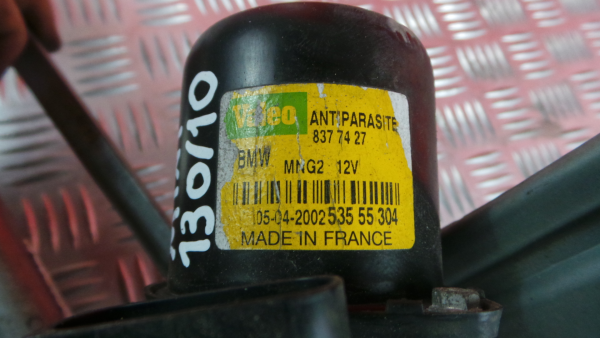 Valeo
ANTIPARASITE
837 74 27
BMW
MNG2 12V
05-04-2002 535 55 304
MADE IN FRANCE
130/10